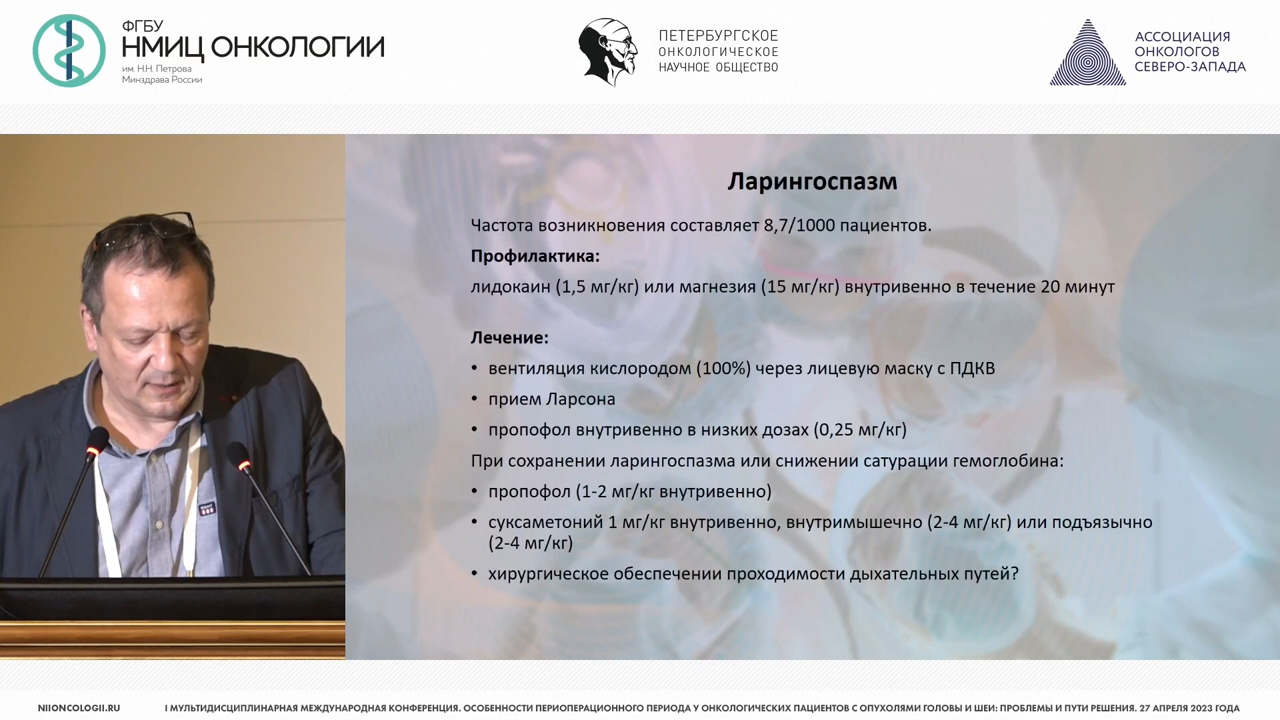 ФГБУ
НМИЦ ОНКОЛОГИИ
им. Н.Н. Петрова
Минздрава России
ПЕТЕРБУРГСКОЕ
ОНКОЛОГИЧЕСКОЕ
НАУЧНОЕ ОБЩЕСТВО
АССОЦИАЦИЯ
ОНКОЛОГОВ
СЕВЕРО-ЗАПАДА
Ларингоспазм
Частота возникновения составляет 8,7/1000 пациентов.
Профилактика:
лидокаин (1,5 мг/кг) или магнезия (15 мг/кг) внутривенно в течение 20 минут
Лечение:
• вентиляция кислородом (100%) через лицевую маску с ПДКВ
• прием Ларсона
• пропофол внутривенно в низких дозах (0,25 мг/кг)
При сохранении ларингоспазма или снижении сатурации гемоглобина:
• пропофол (1-2 мг/кг внутривенно)
• суксаметоний 1 мг/кг внутривенно, внутримышечно (2-4 мг/кг) или подъязычно
(2-4 мг/кг)
• хирургическое обеспечении проходимости дыхательных путей?
NIIONCOLOGII.RU
I МУЛЬТИДИСЦИПЛИНАРНАЯ МЕЖДУНАРОДНАЯ КОНФЕРЕНЦИЯ. ОСОБЕННОСТИ ПЕРИОПЕРАЦИОННОГО ПЕРИОДА У ОНКОЛОГИЧЕСКИХ ПАЦИЕНТОВ С ОПУХОЛЯМИ ГОЛОВЫ И ШЕИ: ПРОБЛЕМЫ И ПУТИ РЕШЕНИЯ. 27 АПРЕЛЯ 2023 ГОДА